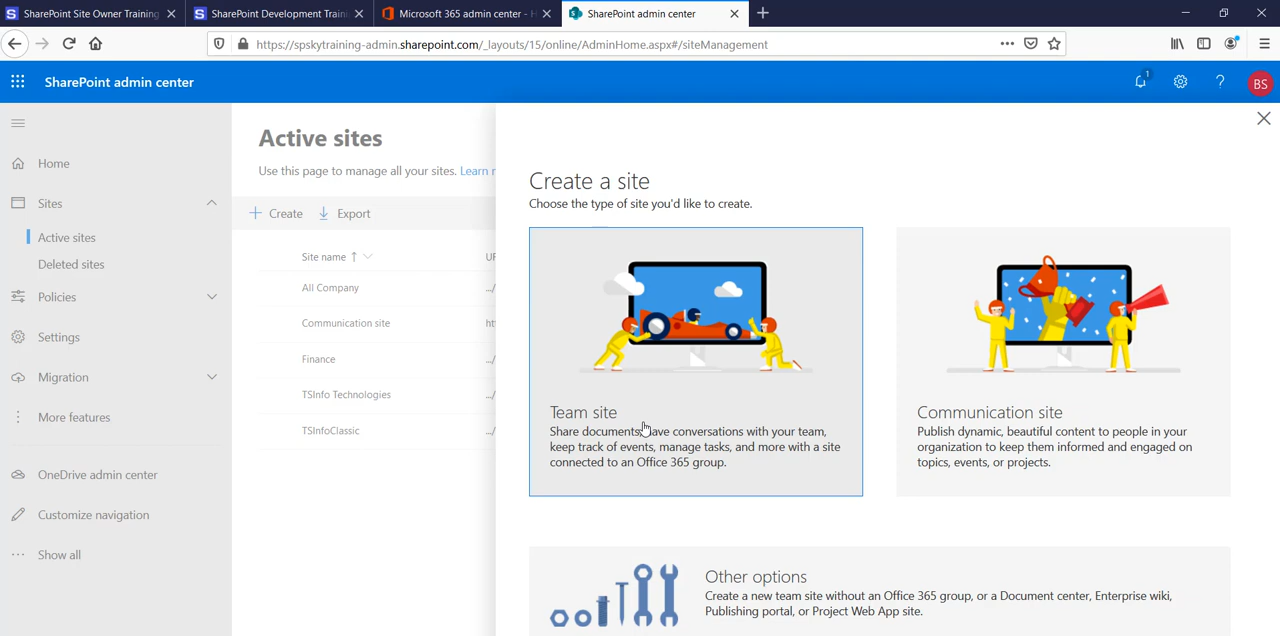 SharePoint Site Owner Training
SharePoint Development Traini
Microsoft 365 admin center - H
SharePoint admin center
https://spskytraining-admin.sharepoint.com/_layouts/15/online/AdminHome.aspx#/siteManagement
SharePoint admin center
1
?
BS
Home
Sites
Active sites
Deleted sites
Policies
Settings
Migration
More features
OneDrive admin center
Customize navigation
Show all
Active sites
Use this page to manage all your sites. Learn
Create
Export
Site name
UR
All Company
../
Communication site
ht
Finance
../
TSInfo Technologies
../
TSInfoClassic
../
Create a site
Choose the type of site you'd like to create.
Team site
Share documents, have conversations with your team,
keep track of events, manage tasks, and more with a site
connected to an Office 365 group.
Communication site
Publish dynamic, beautiful content to people in your
organization to keep them informed and engaged on
topics, events, or projects.
Other options
Create a new team site without an Office 365 group, or a Document center, Enterprise wiki,
Publishing portal, or Project Web App site.